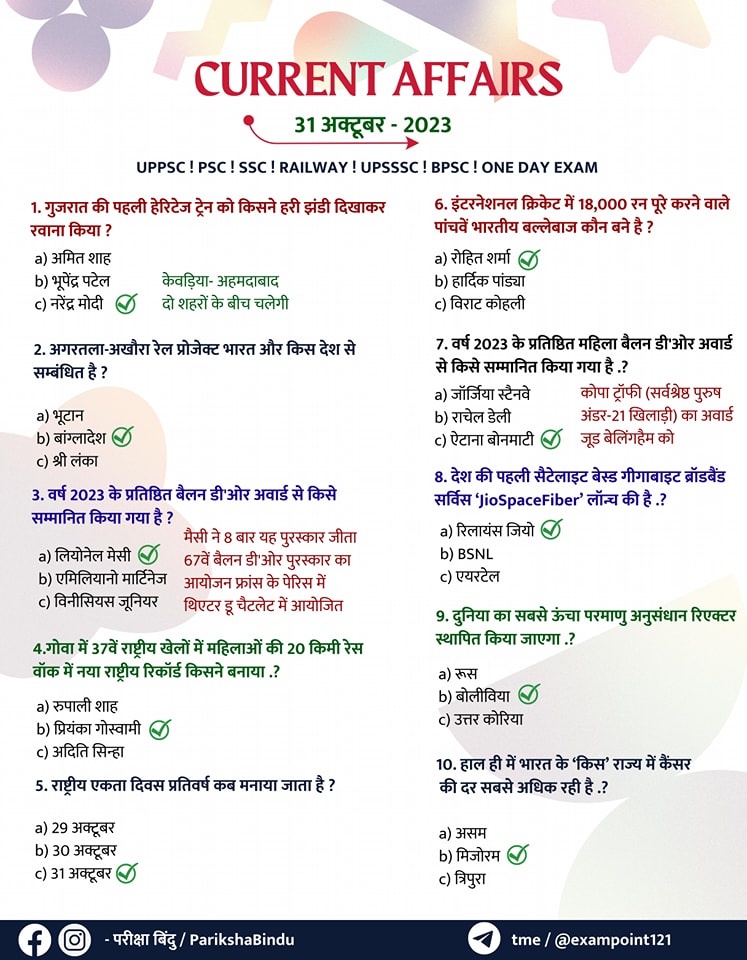 CURRENT AFFAIRS
31 अक्टूबर - 2023
UPPSC ! PSC ! SSC ! RAILWAY ! UPSSSC ! BPSC ! ONE DAY EXAM
1. गुजरात की पहली हेरिटेज ट्रेन को किसने हरी झंडी दिखाकर
रवाना किया ?
a) अमित शाह
b) भूपेंद्र पटेल
c) नरेंद्र मोदी
केवड़िया- अहमदाबाद
दो शहरों के बीच चलेगी
2. अगरतला-अखौरा रेल प्रोजेक्ट भारत और किस देश से
सम्बंधित है ?
a) भूटान
b) बांग्लादेश
c) श्री लंका
3. वर्ष 2023 के प्रतिष्ठित बैलन डी'ओर अवार्ड से किसे
सम्मानित किया गया है ?
a) लियोनेल मेसी
b) एमिलियानो मार्टिनेज
c) विनीसियस जूनियर
मैसी ने 8 बार यह पुरस्कार जीता
67वें बैलन डी'ओर पुरस्कार का
आयोजन फ्रांस के पेरिस में
थिएटर डू चैटलेट में आयोजित
4.गोवा में 37वें राष्ट्रीय खेलों में महिलाओं की 20 किमी रेस
वॉक में नया राष्ट्रीय रिकॉर्ड किसने बनाया .?
a) रुपाली शाह
b) प्रियंका गोस्वामी
c) अदिति सिन्हा
5. राष्ट्रीय एकता दिवस प्रतिवर्ष कब मनाया जाता है ?
a) 29 अक्टूबर
b) 30 अक्टूबर
c) 31 अक्टूबर
6. इंटरनेशनल क्रिकेट में 18,000 रन पूरे करने वाले
पांचवें भारतीय बल्लेबाज कौन बने है ?
a) रोहित शर्मा
b) हार्दिक पांड्या
c) विराट कोहली
7. वर्ष 2023 के प्रतिष्ठित महिला बैलन डी'ओर अवार्ड
से किसे सम्मानित किया गया है .?
a) जॉर्जिया स्टैनवे
b) राचेल डेली
c) ऐटाना बोनमाटी
कोपा ट्रॉफी (सर्वश्रेष्ठ पुरुष
अंडर-21 खिलाड़ी) का अवार्ड
जूड बेलिंगहैम को
8. देश की पहली सैटेलाइट बेस्ड गीगाबाइट ब्रॉडबैंड
सर्विस ‘JioSpaceFiber’ लॉन्च की है .?
a) रिलायंस जियो
b) BSNL
c) एयरटेल
9. दुनिया का सबसे ऊंचा परमाणु अनुसंधान रिएक्टर
स्थापित किया जाएगा .?
a) रूस
b) बोलीविया
c) उत्तर कोरिया
10. हाल ही में भारत के ‘किस’ राज्य में कैंसर
की दर सबसे अधिक रही है .?
a) असम
b) मिजोरम
c) त्रिपुरा
- परीक्षा बिंदु / ParikshaBindu
tme / @exampoint121